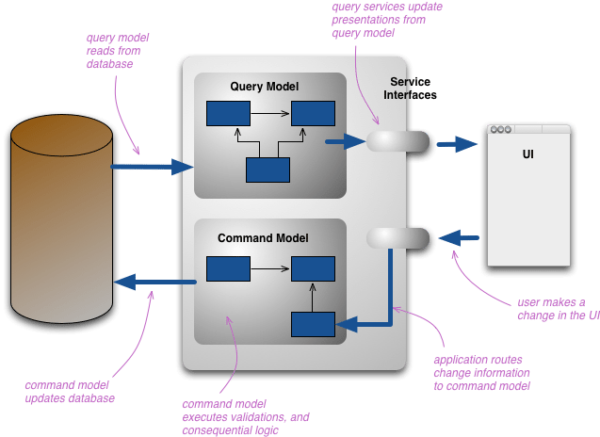 query model
reads from
database
query services update
presentations from
query model
Query Model
Service
Interfaces
UI
Command Model
user makes a
change in the UI
application routes
change information
to command model
command model
updates database
command model
executes validations, and
consequential logic